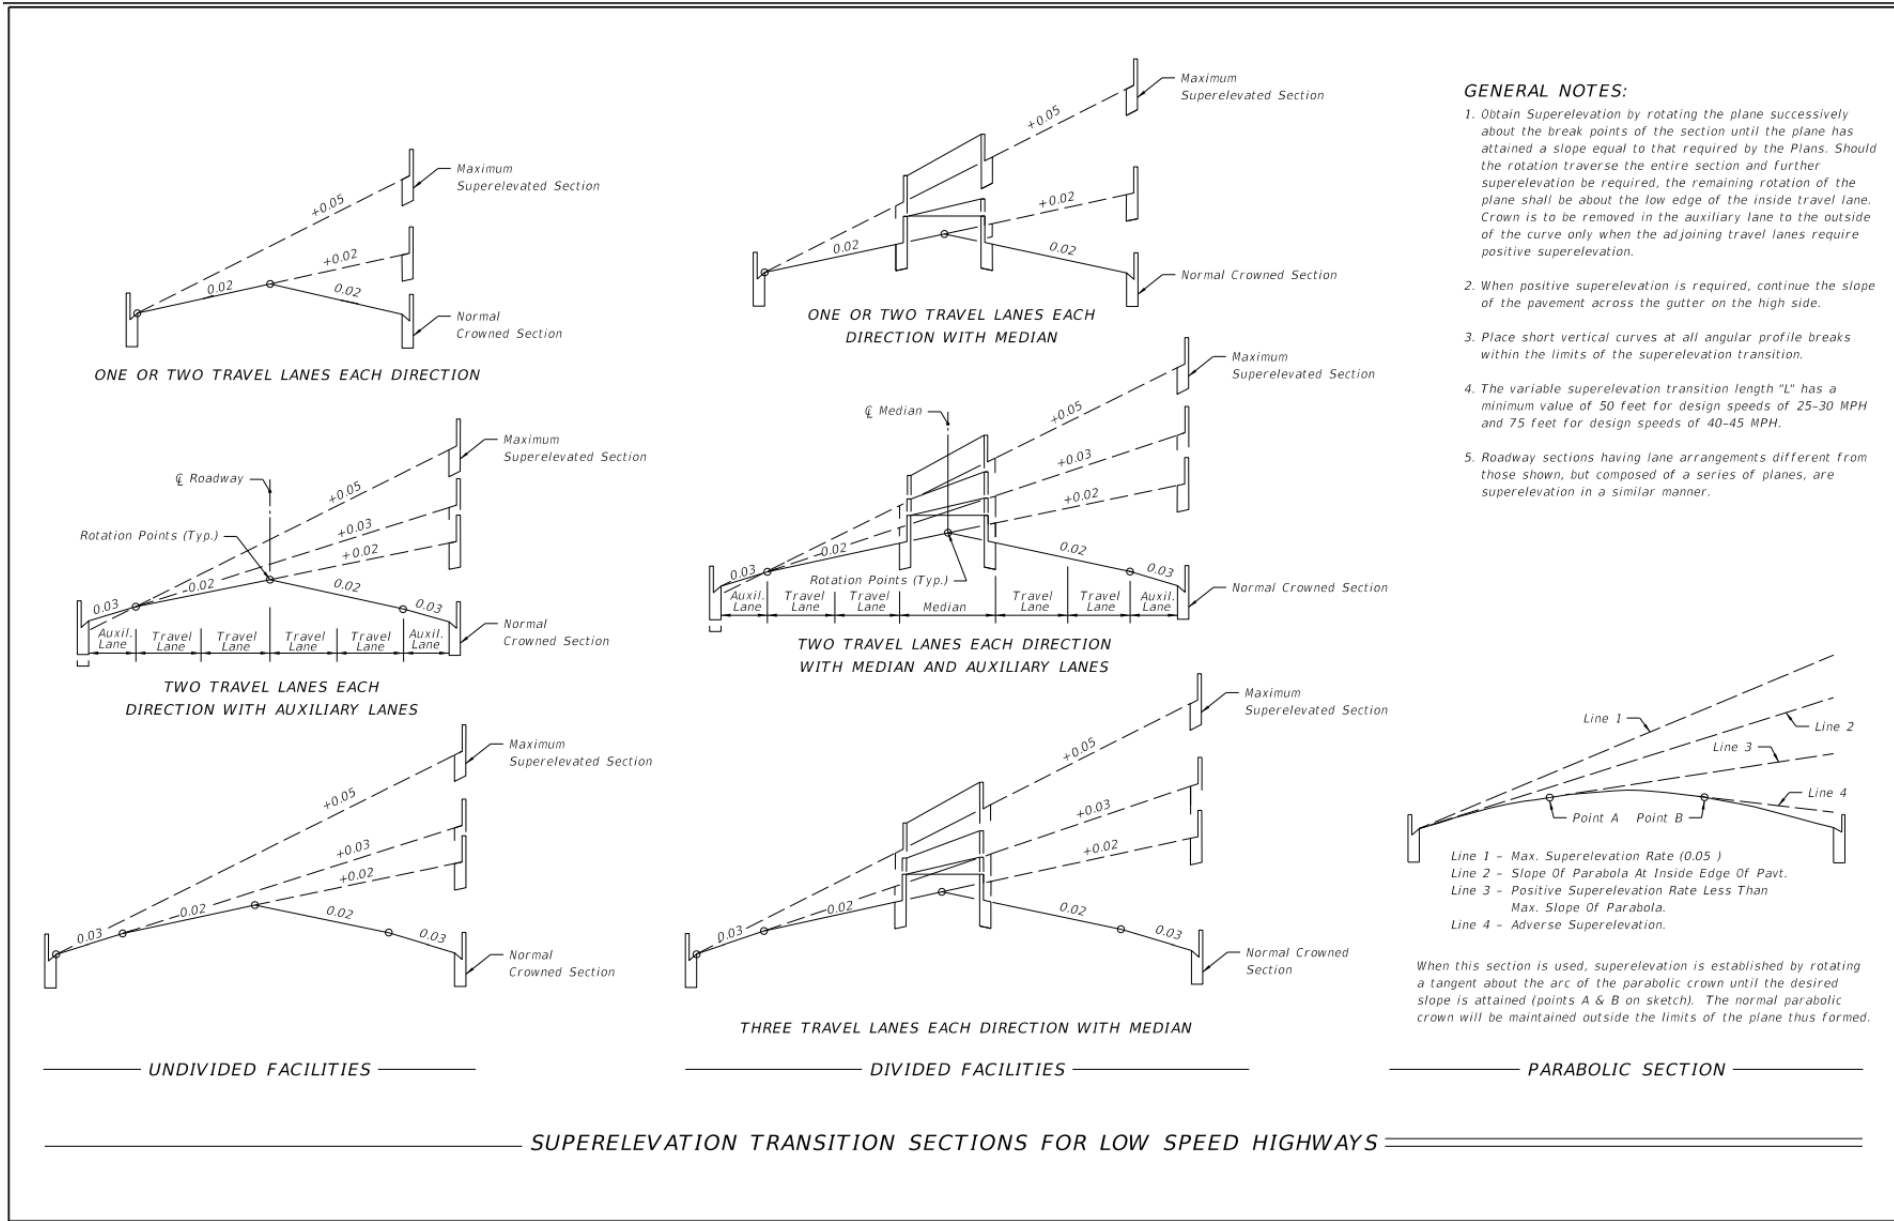 Maximum
Superelevated Section
+0.05
+0.02
0.02
0.02
Normal
Crowned Section
ONE OR TWO TRAVEL LANES EACH DIRECTION
Maximum
Superelevated Section
℄ Roadway
+0.05
+0.03
Rotation Points (Typ.)
+0.02
0.02
0.02
0.03
0.03
Auxil. Lane
Travel Lane
Travel Lane
Travel Lane
Travel Lane
Auxil. Lane
Normal
Crowned Section
TWO TRAVEL LANES EACH
DIRECTION WITH AUXILIARY LANES
Maximum
Superelevated Section
+0.05
+0.03
+0.02
0.02
0.02
0.03
0.03
Normal
Crowned Section
UNDIVIDED FACILITIES
Maximum
Superelevated Section
+0.05
+0.02
0.02
0.02
Normal Crowned Section
ONE OR TWO TRAVEL LANES EACH
DIRECTION WITH MEDIAN
Maximum
Superelevated Section
℄ Median
+0.05
+0.03
+0.02
0.02
0.02
0.03
0.03
Rotation Points (Typ.)
Normal Crowned Section
Auxil. Lane
Travel Lane
Travel Lane
Median
Travel Lane
Travel Lane
Auxil. Lane
TWO TRAVEL LANES EACH DIRECTION
WITH MEDIAN AND AUXILIARY LANES
Maximum
Superelevated Section
+0.05
+0.03
+0.02
0.02
0.02
0.03
0.03
Normal Crowned
Section
THREE TRAVEL LANES EACH DIRECTION WITH MEDIAN
DIVIDED FACILITIES
GENERAL NOTES:
1. Obtain Superelevation by rotating the plane successively
about the break points of the section until the plane has
attained a slope equal to that required by the Plans. Should
the rotation traverse the entire section and further
superelevation be required, the remaining rotation of the
plane shall be about the low edge of the inside travel lane.
Crown is to be removed in the auxiliary lane to the outside
of the curve only when the adjoining travel lanes require
positive superelevation.
2. When positive superelevation is required, continue the slope
of the pavement across the gutter on the high side.
3. Place short vertical curves at all angular profile breaks
within the limits of the superelevation transition.
4. The variable superelevation transition length "L" has a
minimum value of 50 feet for design speeds of 25-30 MPH
and 75 feet for design speeds of 40-45 MPH.
5. Roadway sections having lane arrangements different from
those shown, but composed of a series of planes, are
superelevation in a similar manner.
Line 1
Line 2
Line 3
Line 4
Point A
Point B
Line 1 - Max. Superelevation Rate (0.05 )
Line 2 - Slope Of Parabola At Inside Edge Of Pavt.
Line 3 - Positive Superelevation Rate Less Than
Max. Slope Of Parabola.
Line 4 - Adverse Superelevation.
When this section is used, superelevation is established by rotating
a tangent about the arc of the parabolic crown until the desired
slope is attained (points A & B on sketch). The normal parabolic
crown will be maintained outside the limits of the plane thus formed.
PARABOLIC SECTION
SUPERELEVATION TRANSITION SECTIONS FOR LOW SPEED HIGHWAYS